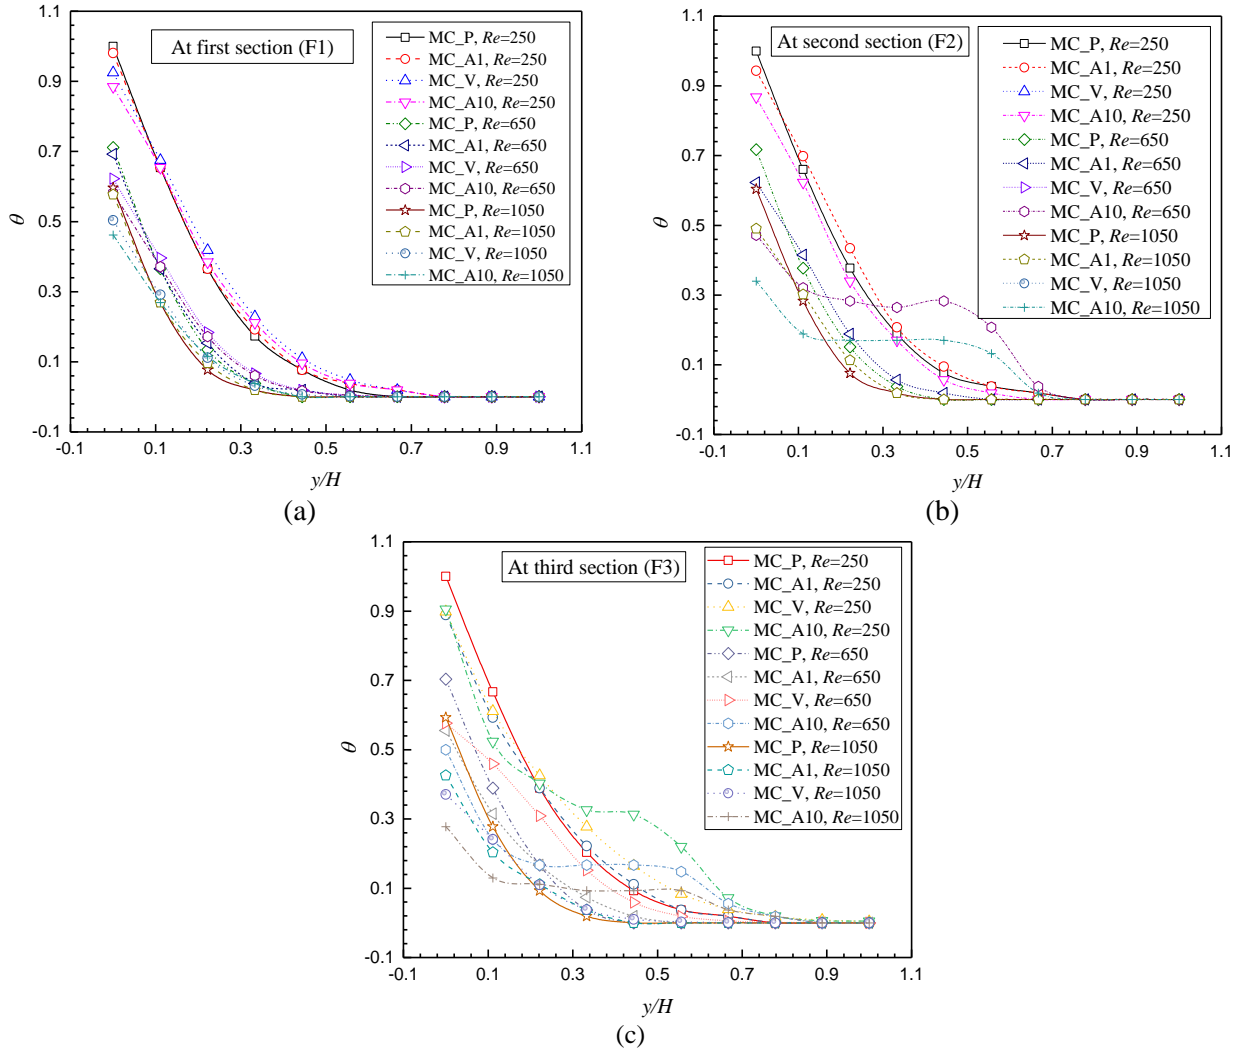 1.1
0.9
0.7
0.5
0.3
0.1
-0.1
θ
-0.1
0.1
0.3
0.5
0.7
0.9
1.1
y/H
At first section (F1)
MC_P, Re=250
MC_A1, Re=250
MC_V, Re=250
MC_A10, Re=250
MC_P, Re=650
MC_A1, Re=650
MC_V, Re=650
MC_A10, Re=650
MC_P, Re=1050
MC_A1, Re=1050
MC_V, Re=1050
MC_A10, Re=1050
(a)
1.1
0.9
0.7
0.5
0.3
0.1
-0.1
θ
-0.1
0.1
0.3
0.5
0.7
0.9
1.1
y/H
At second section (F2)
MC_P, Re=250
MC_A1, Re=250
MC_V, Re=250
MC_A10, Re=250
MC_P, Re=650
MC_A1, Re=650
MC_V, Re=650
MC_A10, Re=650
MC_P, Re=1050
MC_A1, Re=1050
MC_V, Re=1050
MC_A10, Re=1050
(b)
1.1
0.9
0.7
0.5
0.3
0.1
-0.1
θ
-0.1
0.1
0.3
0.5
0.7
0.9
1.1
y/H
At third section (F3)
MC_P, Re=250
MC_A1, Re=250
MC_V, Re=250
MC_A10, Re=250
MC_P, Re=650
MC_A1, Re=650
MC_V, Re=650
MC_A10, Re=650
MC_P, Re=1050
MC_A1, Re=1050
MC_V, Re=1050
MC_A10, Re=1050
(c)